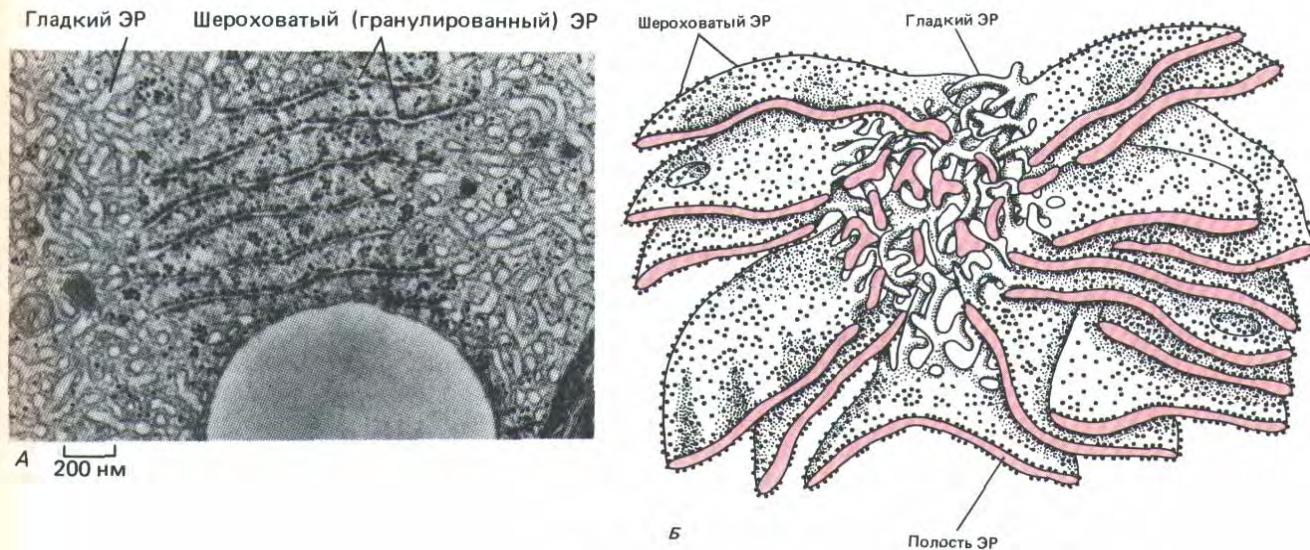 Гладкий ЭР
Шероховатый (гранулированный) ЭР
А
200 нм
Шероховатый ЭР
Гладкий ЭР
Б
Полость ЭР